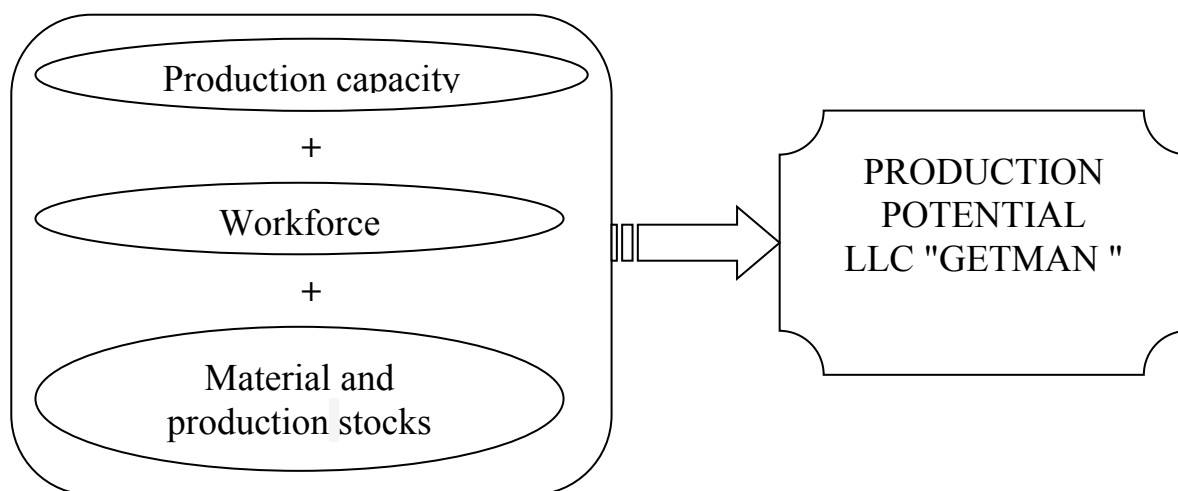 Production capacity
+
Workforce
+
Material and
production stocks
PRODUCTION
POTENTIAL
LLC "GETMAN "